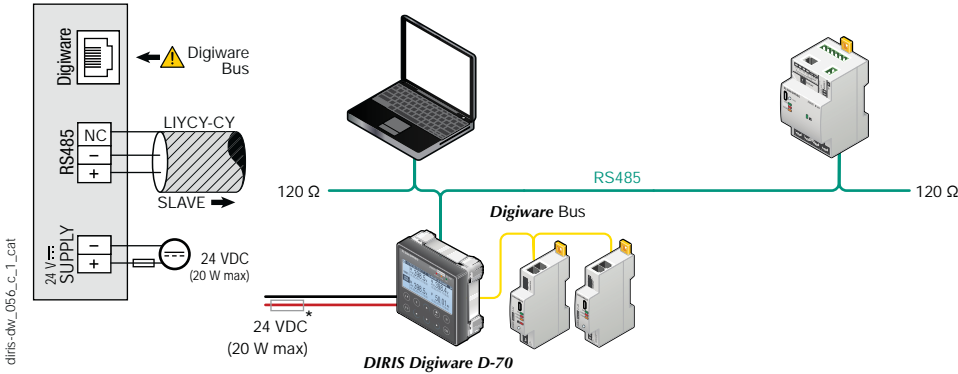 Digiware
Digiware
Bus
RS485
NC
–
+
LIYCY-CY
SLAVE
24 V
SUPPLY
–
+
24 VDC
(20 W max)
diris-dw_056_c_1_cat
120 Ω
RS485
120 Ω
Digiware Bus
*
24 VDC
(20 W max)
DIRIS Digiware D-70